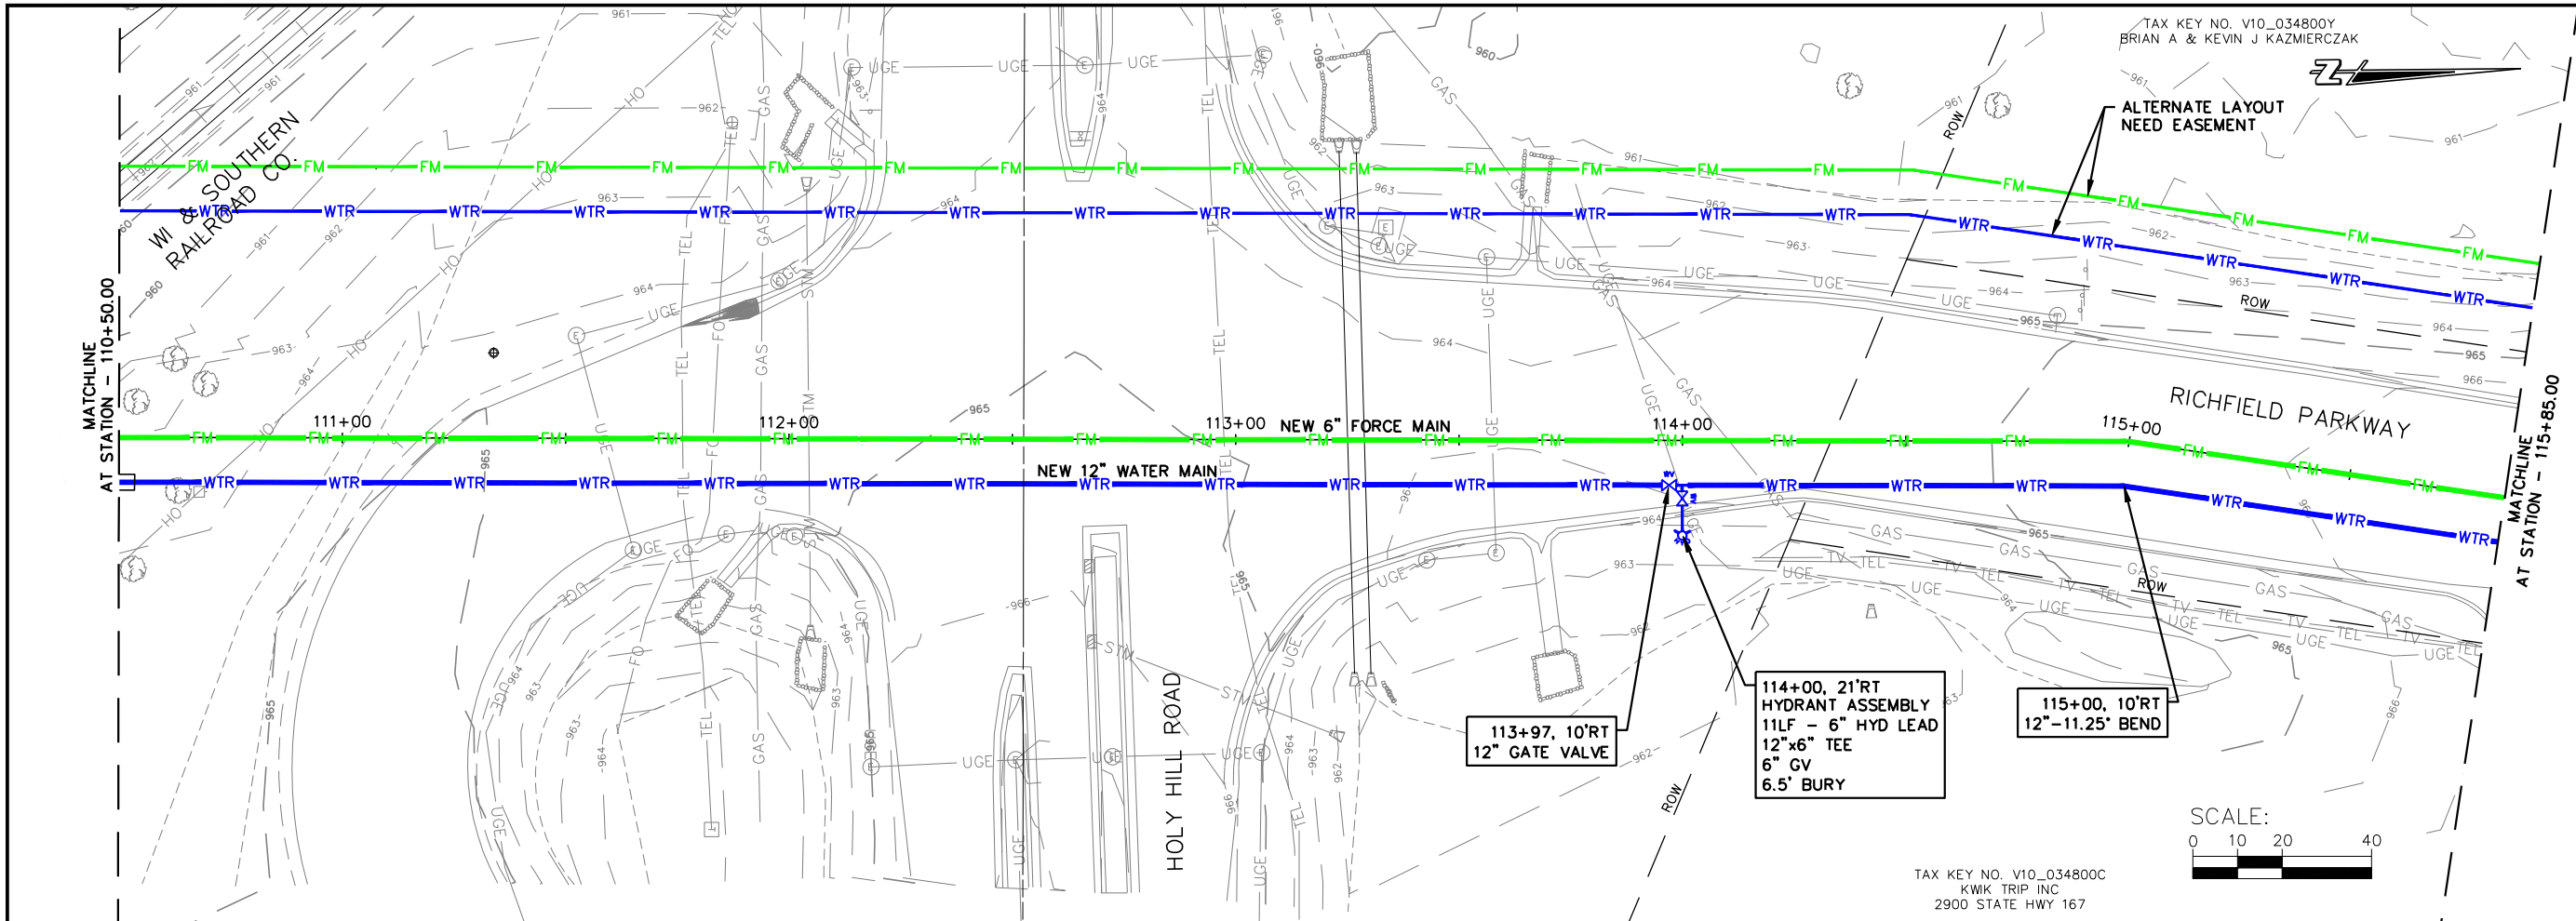 TAX KEY NO. V10_034800Y
BRIAN A & KEVIN J KAZMIERCZAK
ALTERNATE LAYOUT
NEED EASEMENT
WI & SOUTHERN
RAILROAD CO.
MATCHLINE
AT STATION - 110+50.00
111+00
112+00
113+00
NEW 6" FORCE MAIN
114+00
115+00
RICHFIELD PARKWAY
MATCHLINE
AT STATION - 115+85.00
NEW 12" WATER MAIN
HOLY HILL ROAD
113+97, 10'RT
12" GATE VALVE
114+00, 21'RT
HYDRANT ASSEMBLY
11LF - 6" HYD LEAD
12"x6" TEE
6" GV
6.5' BURY
115+00, 10'RT
12"-11.25° BEND
ROW
ROW
ROW
ROW
SCALE:
0 10 20 40
TAX KEY NO. V10_034800C
KWIK TRIP INC
2900 STATE HWY 167